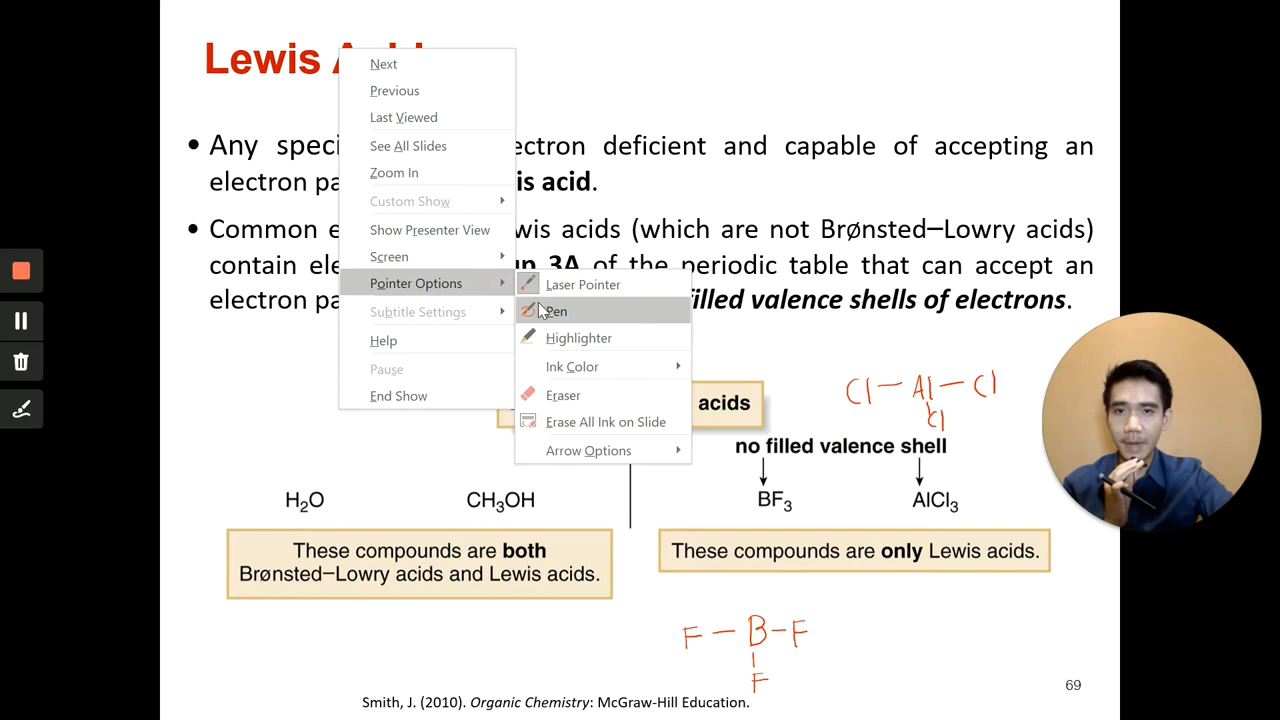 Lewis A
Next
Previous
Last Viewed
See All Slides
Zoom In
Custom Show
Show Presenter View
Screen
Pointer Options
Subtitle Settings
Help
Pause
End Show
Laser Pointer
Pen
Highlighter
Ink Color
Eraser
Erase All Ink on Slide
Arrow Options
• Any speci ectron deficient and capable of accepting an
electron pa is acid.
• Common e wis acids (which are not Brønsted–Lowry acids)
contain ele up 3A of the periodic table that can accept an
electron pa filled valence shells of electrons.
acids
Cl — Al — Cl
Cl
no filled valence shell
H₂O CH₃OH BF₃ AlCl₃
These compounds are both
Brønsted–Lowry acids and Lewis acids.
These compounds are only Lewis acids.
F — B — F
F
69
Smith, J. (2010). Organic Chemistry: McGraw-Hill Education.